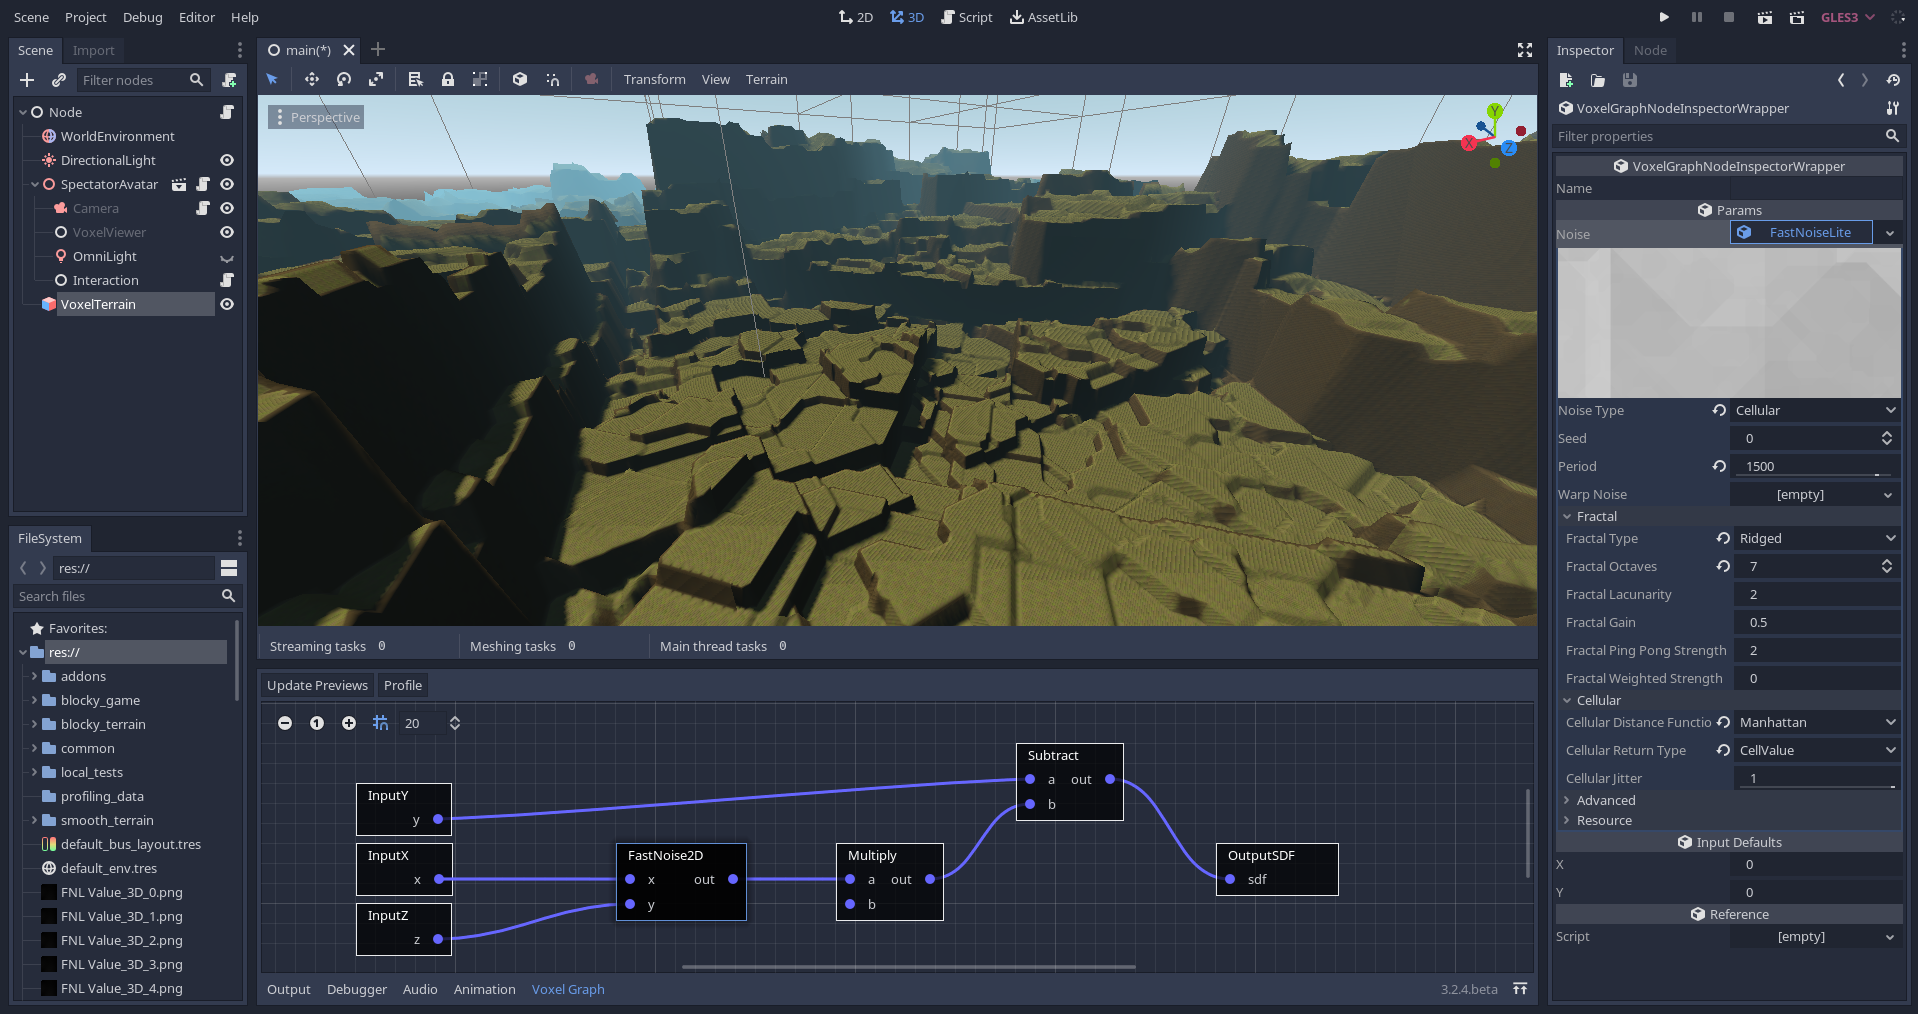 Scene Project Debug Editor Help
2D 3D Script AssetLib
GLES3
Scene Import
Filter nodes
Node
WorldEnvironment
DirectionalLight
SpectatorAvatar
Camera
VoxelViewer
OmniLight
Interaction
VoxelTerrain
FileSystem
res://
Search files
Favorites:
res://
addons
blocky_game
blocky_terrain
common
local_tests
profiling_data
smooth_terrain
default_bus_layout.tres
default_env.tres
FNL Value_3D_0.png
FNL Value_3D_1.png
FNL Value_3D_2.png
FNL Value_3D_3.png
FNL Value_3D_4.png
main(*)
Transform View Terrain
Perspective
Y
X
Z
Streaming tasks 0 Meshing tasks 0 Main thread tasks 0
Update Previews Profile
1 20
Subtract
a out
b
InputY
y
InputX
x
InputZ
z
FastNoise2D
x out
y
Multiply
a out
b
OutputSDF
sdf
Output Debugger Audio Animation Voxel Graph
3.2.4.beta
Inspector Node
VoxelGraphNodeInspectorWrapper
Filter properties
VoxelGraphNodeInspectorWrapper
Name
Params
Noise FastNoiseLite
Noise Type Cellular
Seed 0
Period 1500
Warp Noise [empty]
Fractal
Fractal Type Ridged
Fractal Octaves 7
Fractal Lacunarity 2
Fractal Gain 0.5
Fractal Ping Pong Strength 2
Fractal Weighted Strength 0
Cellular
Cellular Distance Functio Manhattan
Cellular Return Type CellValue
Cellular Jitter 1
Advanced
Resource
Input Defaults
X 0
Y 0
Reference
Script [empty]